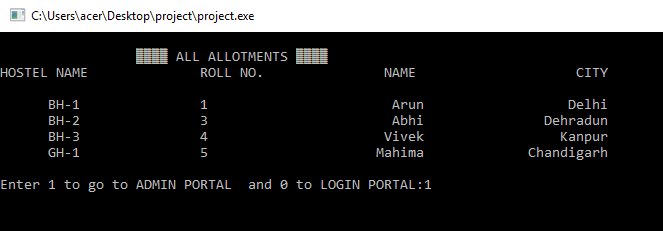 C:\Users\acer\Desktop\project\project.exe
▒▒▒▒ ALL ALLOTMENTS ▒▒▒▒
HOSTEL NAME ROLL NO. NAME CITY
BH-1 1 Arun Delhi
BH-2 3 Abhi Dehradun
BH-3 4 Vivek Kanpur
GH-1 5 Mahima Chandigarh
Enter 1 to go to ADMIN PORTAL  and 0 to LOGIN PORTAL:1